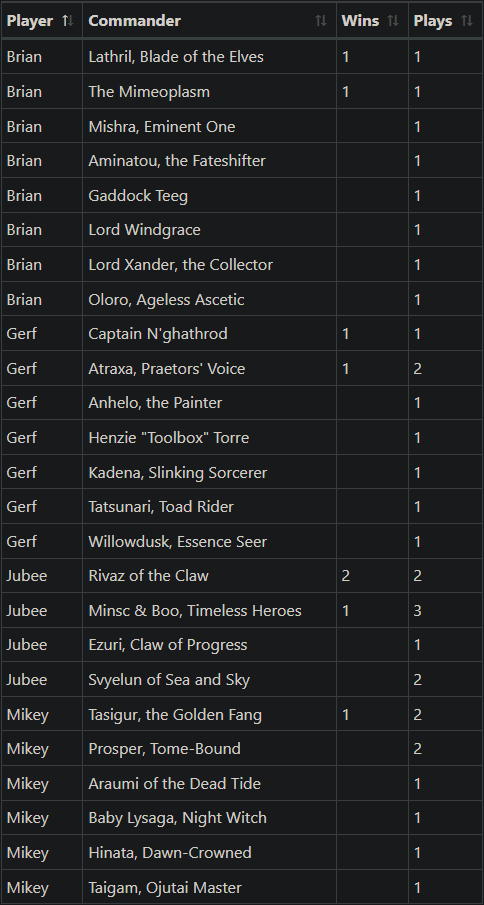 Player Commander Wins Plays
Brian Lathril, Blade of the Elves 1 1
Brian The Mimeoplasm 1 1
Brian Mishra, Eminent One 1
Brian Aminatou, the Fateshifter 1
Brian Gaddock Teeg 1
Brian Lord Windgrace 1
Brian Lord Xander, the Collector 1
Brian Oloro, Ageless Ascetic 1
Gerf Captain N'ghathrod 1 1
Gerf Atraxa, Praetors' Voice 1 2
Gerf Anhelo, the Painter 1
Gerf Henzie "Toolbox" Torre 1
Gerf Kadena, Slinking Sorcerer 1
Gerf Tatsunari, Toad Rider 1
Gerf Willowdusk, Essence Seer 1
Jubee Rivaz of the Claw 2 2
Jubee Minsc & Boo, Timeless Heroes 1 3
Jubee Ezuri, Claw of Progress 1
Jubee Svyelun of Sea and Sky 2
Mikey Tasigur, the Golden Fang 1 2
Mikey Prosper, Tome-Bound 2
Mikey Araumi of the Dead Tide 1
Mikey Baby Lysaga, Night Witch 1
Mikey Hinata, Dawn-Crowned 1
Mikey Taigam, Ojutai Master 1